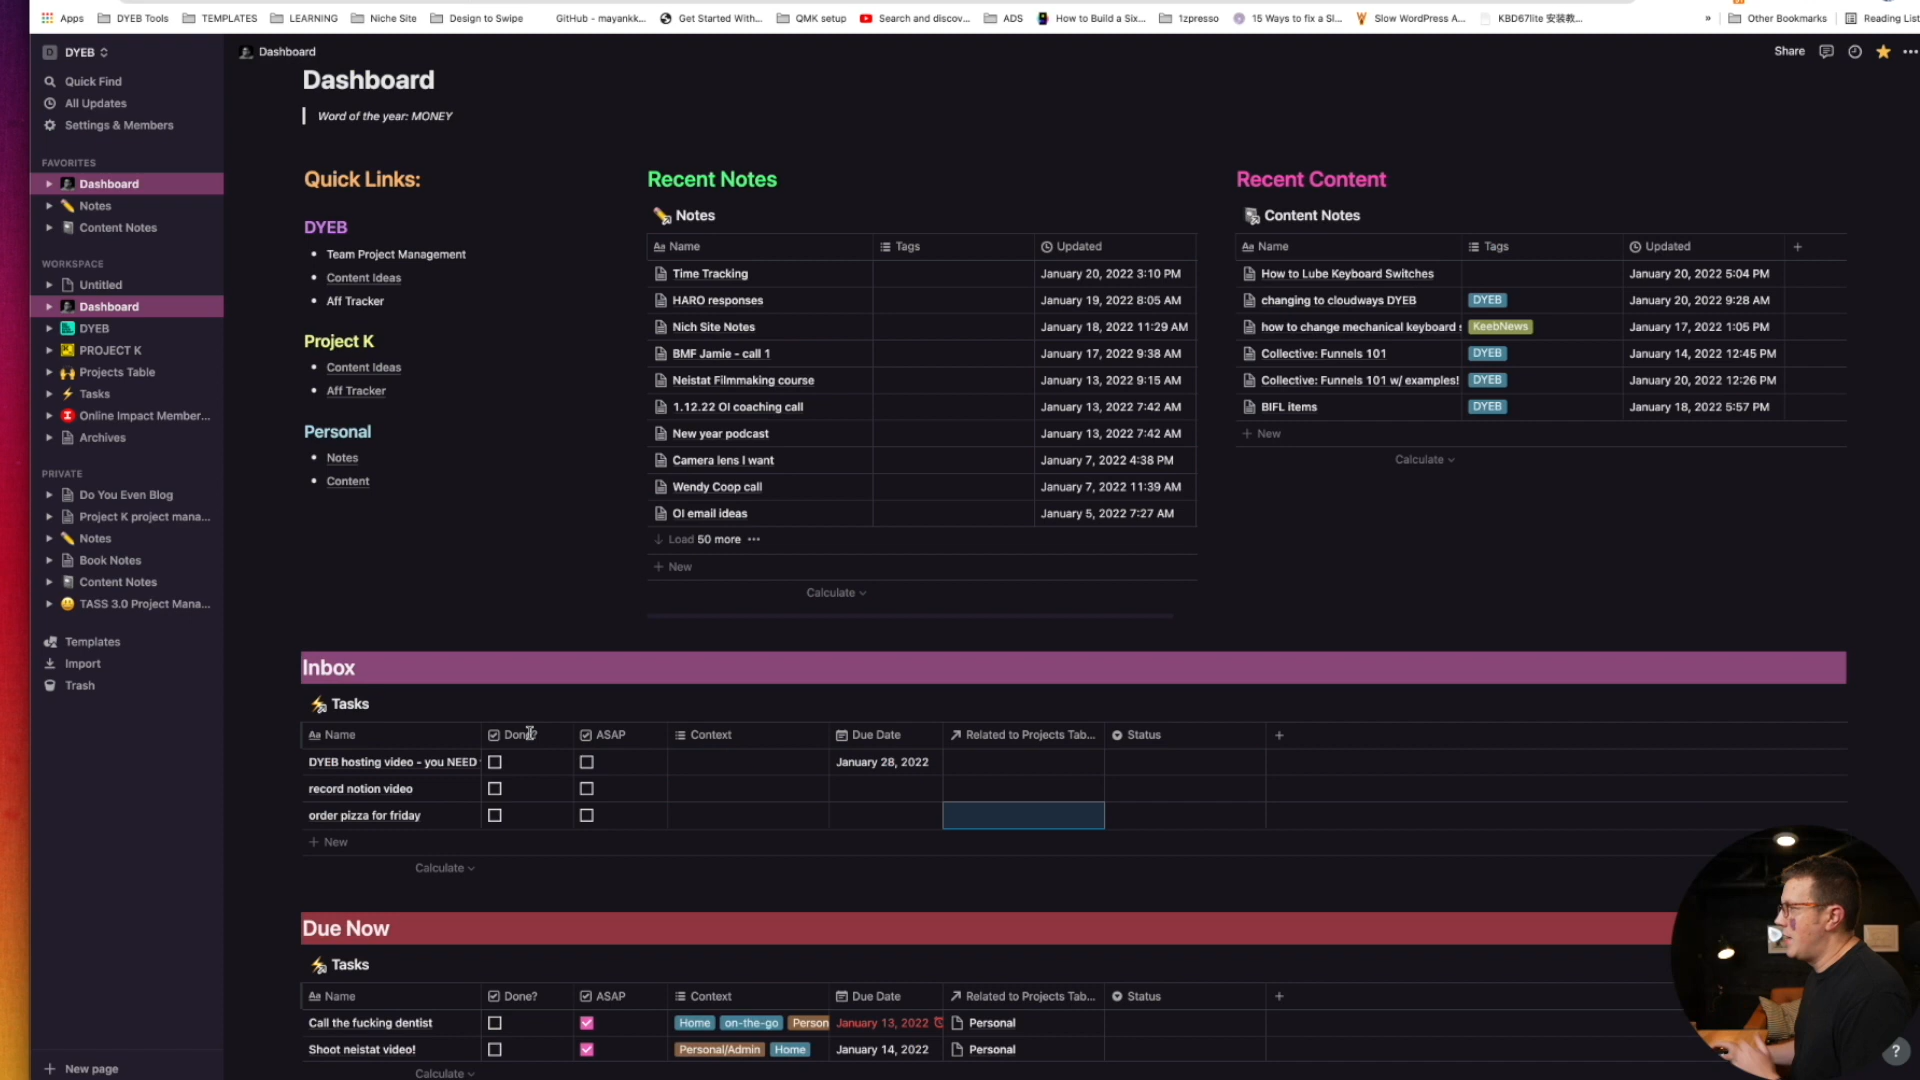 Apps DYEB Tools TEMPLATES LEARNING Niche Site Design to Swipe GitHub - mayankk... Get Started With... QMK setup Search and discov... ADS How to Build a Six... 1zpresso 15 Ways to fix a Sl... Slow WordPress A... KBD67lite 安装教... » Other Bookmarks Reading List
DYEB
Quick Find
All Updates
Settings & Members
FAVORITES
Dashboard
Notes
Content Notes
WORKSPACE
Untitled
Dashboard
DYEB
PROJECT K
Projects Table
Tasks
Online Impact Member...
Archives
PRIVATE
Do You Even Blog
Project K project mana...
Notes
Book Notes
Content Notes
TASS 3.0 Project Mana...
Templates
Import
Trash
New page
Dashboard
Share
Dashboard
Word of the year: MONEY
Quick Links:
DYEB
Team Project Management
Content Ideas
Aff Tracker
Project K
Content Ideas
Aff Tracker
Personal
Notes
Content
Recent Notes
Notes
Aa Name Tags Updated
Time Tracking January 20, 2022 3:10 PM
HARO responses January 19, 2022 8:05 AM
Nich Site Notes January 18, 2022 11:29 AM
BMF Jamie - call 1 January 17, 2022 9:38 AM
Neistat Filmmaking course January 13, 2022 9:15 AM
1.12.22 OI coaching call January 13, 2022 7:42 AM
New year podcast January 13, 2022 7:42 AM
Camera lens I want January 7, 2022 4:38 PM
Wendy Coop call January 7, 2022 11:39 AM
OI email ideas January 5, 2022 7:27 AM
Load 50 more ···
+ New
Calculate
Recent Content
Content Notes
Aa Name Tags Updated +
How to Lube Keyboard Switches January 20, 2022 5:04 PM
changing to cloudways DYEB DYEB January 20, 2022 9:28 AM
how to change mechanical keyboard s KeebNews January 17, 2022 1:05 PM
Collective: Funnels 101 DYEB January 14, 2022 12:45 PM
Collective: Funnels 101 w/ examples! DYEB January 20, 2022 12:26 PM
BIFL items DYEB January 18, 2022 5:57 PM
+ New
Calculate
Inbox
Tasks
Aa Name Done? ASAP Context Due Date Related to Projects Tab... Status +
DYEB hosting video - you NEED January 28, 2022
record notion video
order pizza for friday
+ New
Calculate
Due Now
Tasks
Aa Name Done? ASAP Context Due Date Related to Projects Tab... Status +
Call the fucking dentist Home on-the-go Person January 13, 2022 Personal
Shoot neistat video! Personal/Admin Home January 14, 2022 Personal
Calculate
?